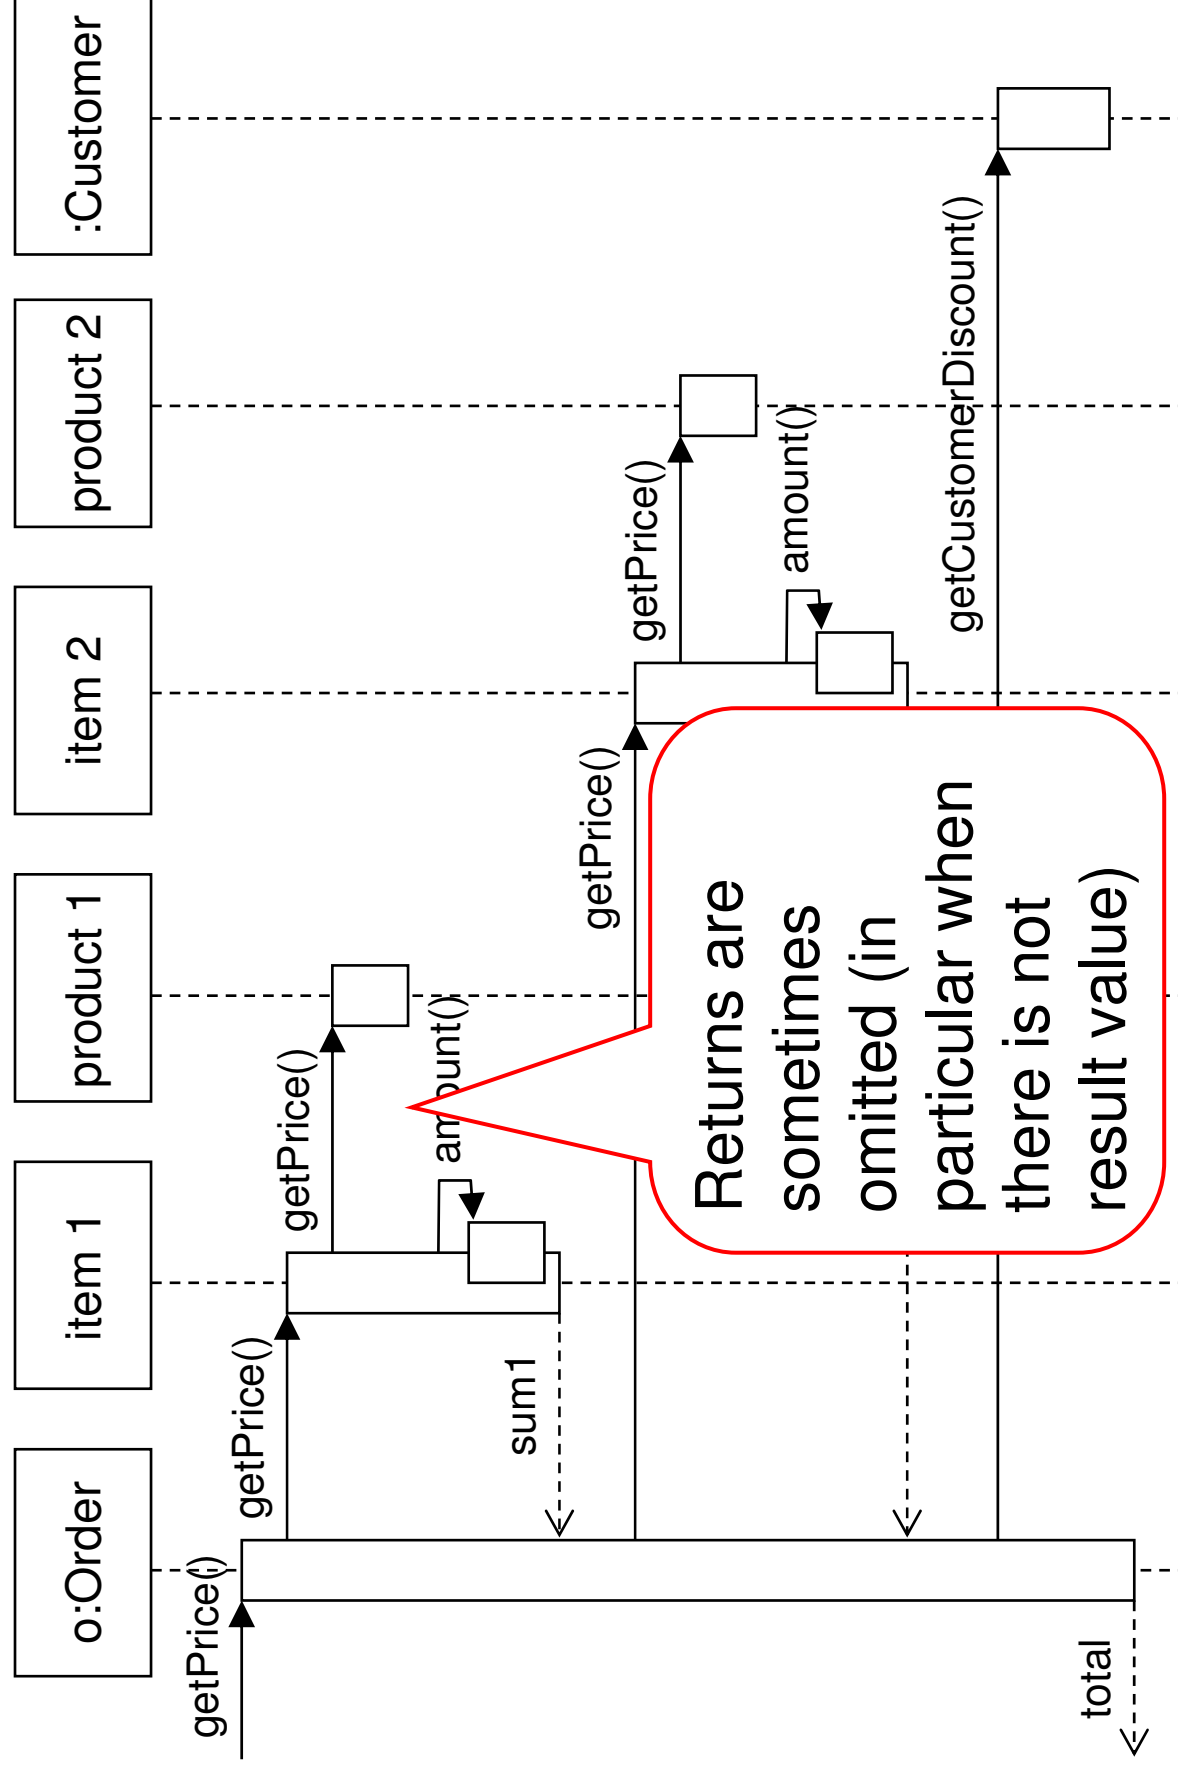 o:Order
item 1
product 1
item 2
product 2
:Customer
getPrice()
getPrice()
getPrice()
amount()
sum1
getPrice()
getPrice()
amount()
getCustomerDiscount()
total
Returns are
sometimes
omitted (in
particular when
there is not
result value)